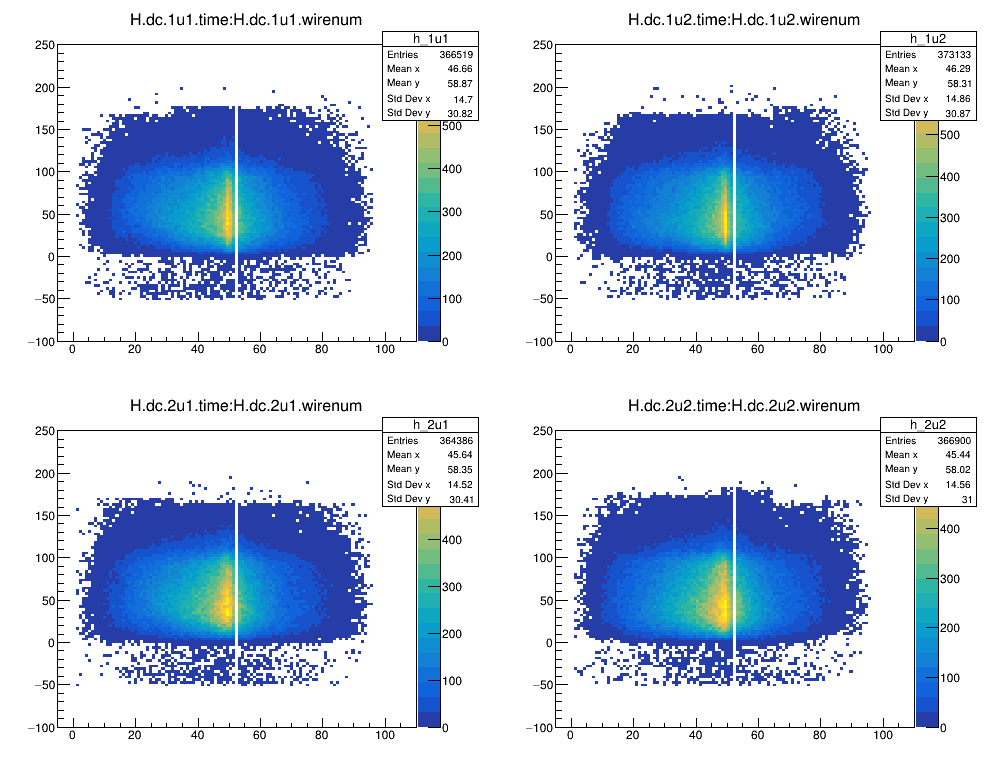 H.dc.1u1.time:H.dc.1u1.wirenum
h_1u1
Entries 366519
Mean x 46.66
Mean y 58.87
Std Dev x 14.7
Std Dev y 30.82
250
200
150
100
50
0
−50
−100
0 20 40 60 80 100
500
400
300
200
100
0
H.dc.1u2.time:H.dc.1u2.wirenum
h_1u2
Entries 373133
Mean x 46.29
Mean y 58.31
Std Dev x 14.86
Std Dev y 30.87
250
200
150
100
50
0
−50
−100
0 20 40 60 80 100
500
400
300
200
100
0
H.dc.2u1.time:H.dc.2u1.wirenum
h_2u1
Entries 364386
Mean x 45.64
Mean y 58.35
Std Dev x 14.52
Std Dev y 30.41
250
200
150
100
50
0
−50
−100
0 20 40 60 80 100
400
300
200
100
0
H.dc.2u2.time:H.dc.2u2.wirenum
h_2u2
Entries 366900
Mean x 45.44
Mean y 58.02
Std Dev x 14.56
Std Dev y 31
250
200
150
100
50
0
−50
−100
0 20 40 60 80 100
400
300
200
100
0